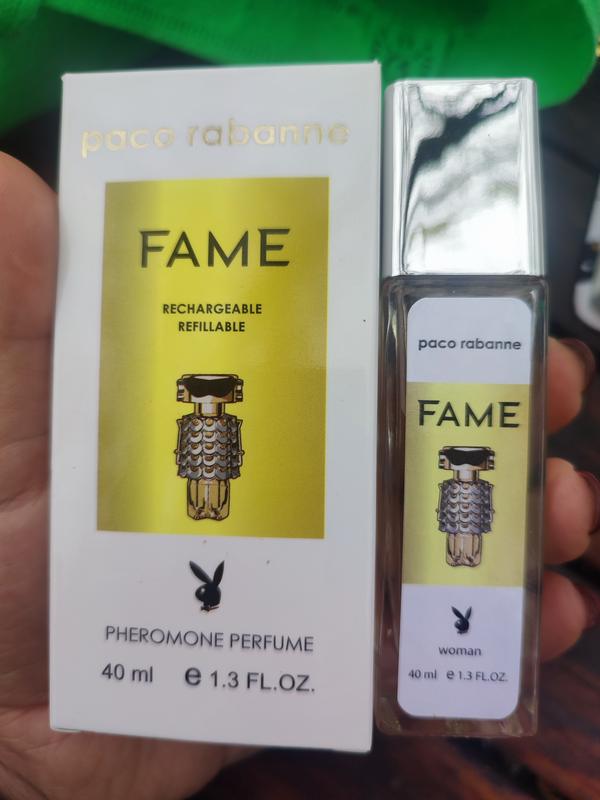 paco rabanne
FAME
RECHARGEABLE
REFILLABLE
PHEROMONE PERFUME
40 ml e 1.3 FL.OZ.
paco rabanne
FAME
woman
40 ml e 1.3 FL.OZ.